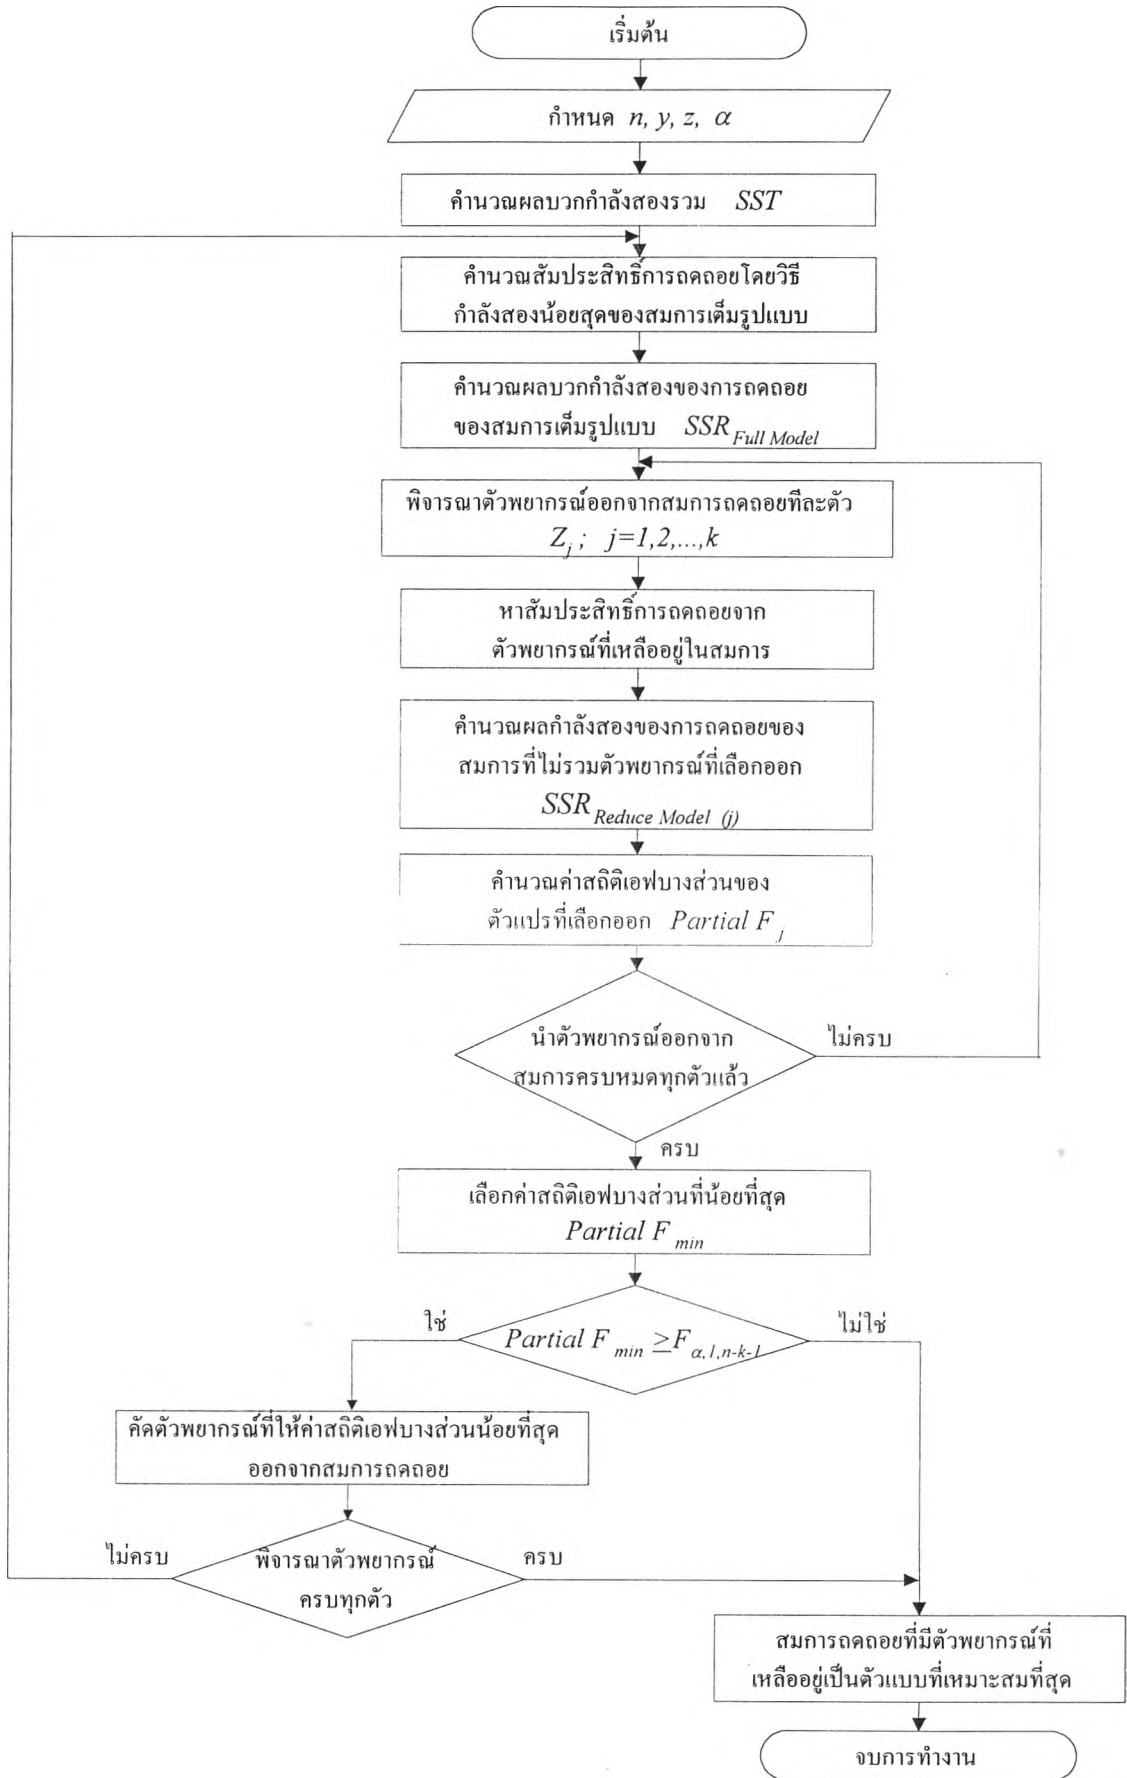 เริ่มต้น
กำหนด n, y, z, α
คำนวณผลบวกกำลังสองรวม SST
คำนวณสัมประสิทธิ์การถดถอยโดยวิธี
กำลังสองน้อยสุดของสมการเต็มรูปแบบ
คำนวณผลบวกกำลังสองของการถดถอย
ของสมการเต็มรูปแบบ SSR Full Model
พิจารณาตัวพยากรณ์ออกจากสมการถดถอยทีละตัว
Z j ; j=1,2,...,k
หาสัมประสิทธิ์การถดถอยจาก
ตัวพยากรณ์ที่เหลืออยู่ในสมการ
คำนวณผลกำลังสองของการถดถอยของ
สมการที่ไม่รวมตัวพยากรณ์ที่เลือกออก
SSR Reduce Model (j)
คำนวณค่าสถิติเอฟบางส่วนของ
ตัวแปรที่เลือกออก Partial F j
นำตัวพยากรณ์ออกจาก
สมการครบหมดทุกตัวแล้ว
ไม่ครบ
ครบ
เลือกค่าสถิติเอฟบางส่วนที่น้อยที่สุด
Partial F min
ใช่
Partial F min ≥F α,1,n-k-1
ไม่ใช่
คัดตัวพยากรณ์ที่ให้ค่าสถิติเอฟบางส่วนน้อยที่สุด
ออกจากสมการถดถอย
ไม่ครบ
พิจารณาตัวพยากรณ์
ครบทุกตัว
ครบ
สมการถดถอยที่มีตัวพยากรณ์ที่
เหลืออยู่เป็นตัวแบบที่เหมาะสมที่สุด
จบการทำงาน